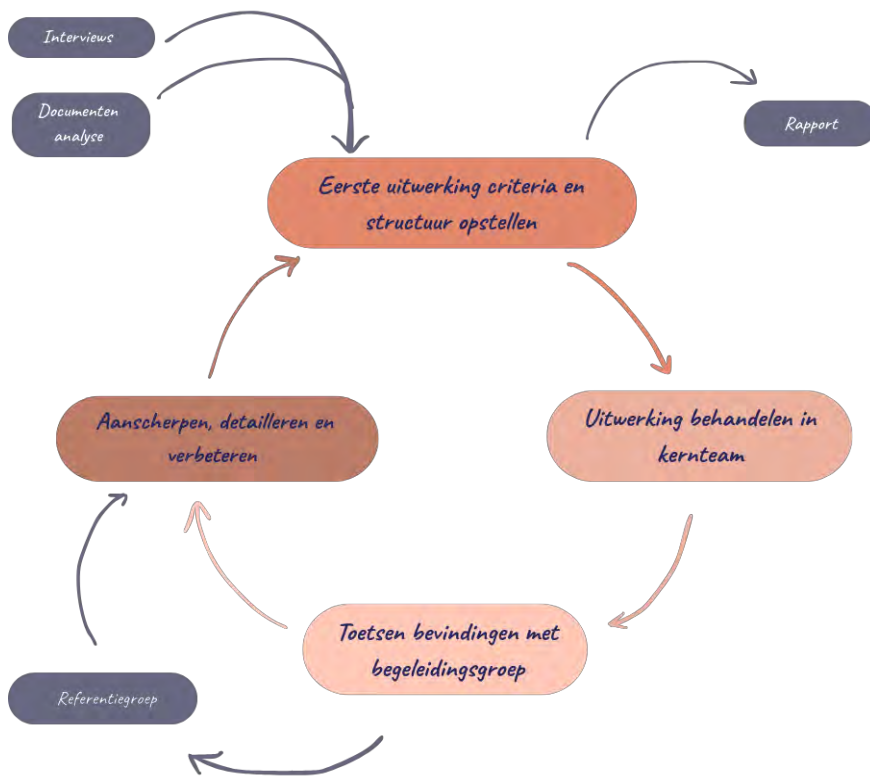 Interviews
Documenten
analyse
Rapport
Eerste uitwerking criteria en
structuur opstellen
Aanscherpen, detailleren en
verbeteren
Uitwerking behandelen in
kernteam
Toetsen bevindingen met
begeleidingsgroep
Referentiegroep